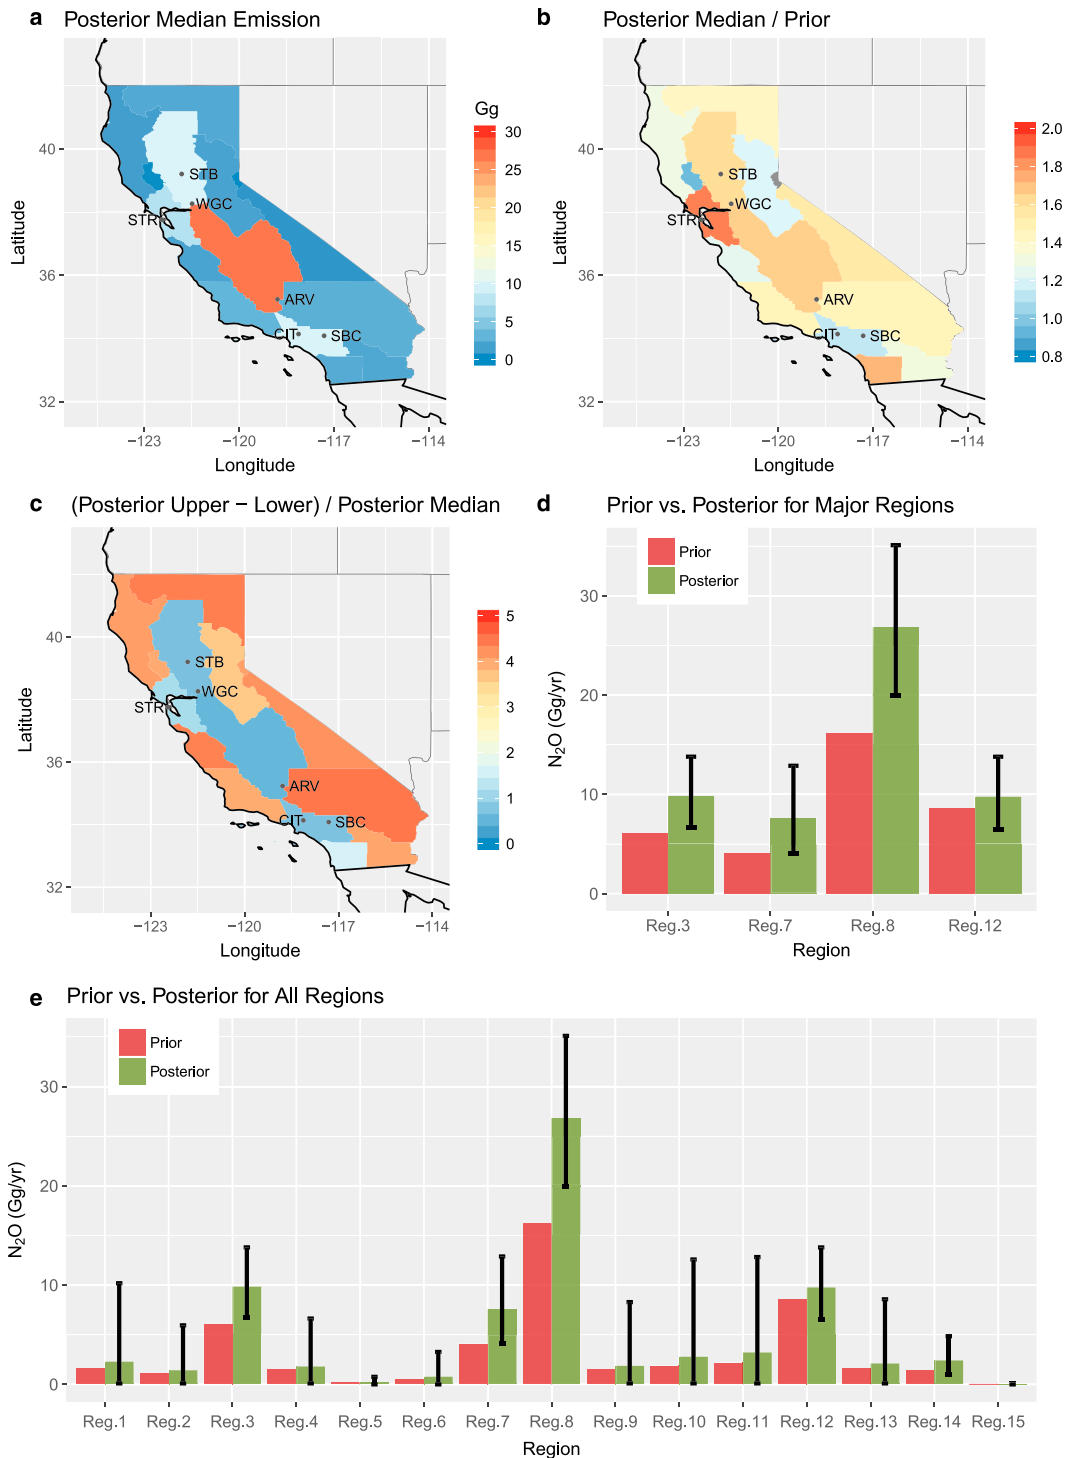 a Posterior Median Emission
Gg
30
25
20
15
10
5
0
40
36
32
Latitude
STB
WGC
STR
ARV
CIT
SBC
−123
−120
−117
−114
Longitude
b Posterior Median / Prior
2.0
1.8
1.6
1.4
1.2
1.0
0.8
40
36
32
Latitude
STB
WGC
STR
ARV
CIT
SBC
−123
−120
−117
−114
Longitude
c (Posterior Upper − Lower) / Posterior Median
5
4
3
2
1
0
40
36
32
Latitude
STB
WGC
STR
ARV
CIT
SBC
−123
−120
−117
−114
Longitude
d Prior vs. Posterior for Major Regions
Prior
Posterior
30
20
10
0
N₂O (Gg/yr)
Reg.3
Reg.7
Reg.8
Reg.12
Region
e Prior vs. Posterior for All Regions
Prior
Posterior
30
20
10
0
N₂O (Gg/yr)
Reg.1
Reg.2
Reg.3
Reg.4
Reg.5
Reg.6
Reg.7
Reg.8
Reg.9
Reg.10
Reg.11
Reg.12
Reg.13
Reg.14
Reg.15
Region